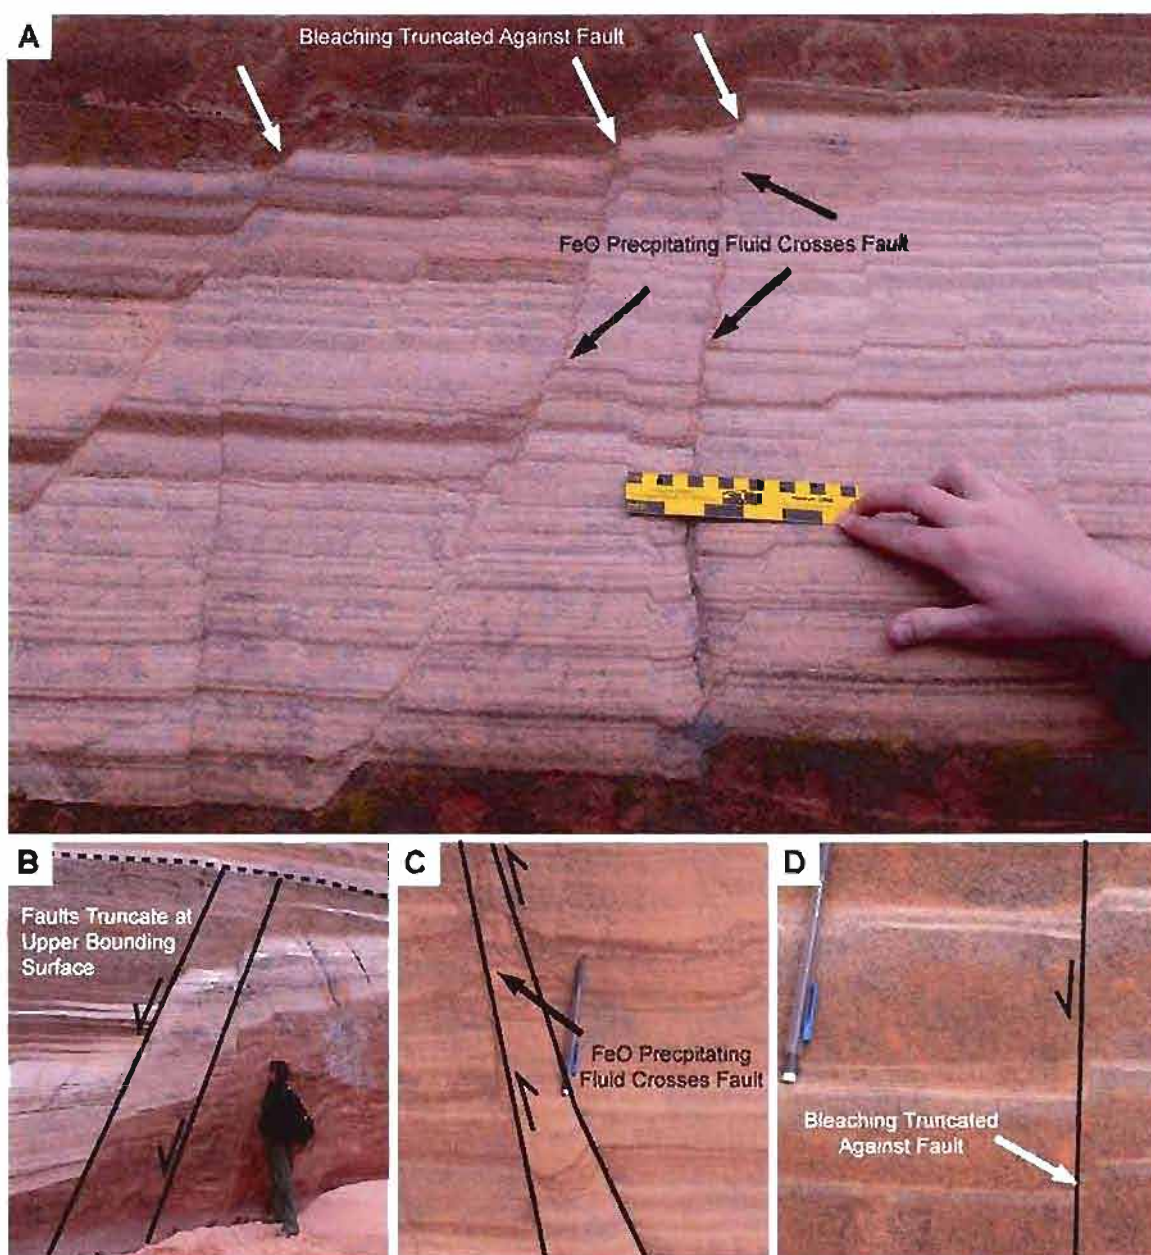 A
Bleaching Truncated Against Fault
FeO Precpitating Fluid Crosses Fault
B
Faults Truncate at
Upper Bounding
Surface
C
FeO Precpitating
Fluid Crosses Fault
D
Bleaching Truncated
Against Fault